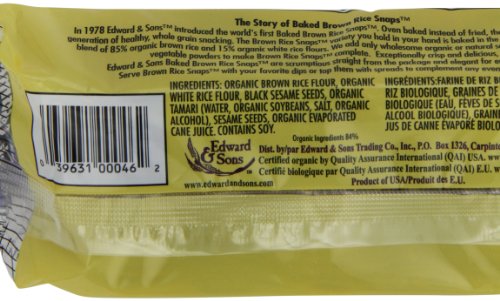 The Story of Baked Brown Rice Snaps™
In 1978 Edward & Sons™ introduced the world's first Baked Brown Rice Snaps. Oven baked instead of fried, the
generation of healthy, whole grain snacking. The Brown Rice Snaps™ variety you hold in your hand is baked in the
blend of 85% organic brown rice and 15% organic white rice flours. We add only wholesome organic or natural
vegetable powders to make Brown Rice Snaps™ complete. Exceptionally crisp and delicious,
Edward & Sons Baked Brown Rice Snaps™ are scrumptious straight from the package and elegant for
Serve Brown Rice Snaps™ with your favorite dips or tap them with spreads to complement any
INGREDIENTS: ORGANIC BROWN RICE FLOUR, ORGANIC
WHITE RICE FLOUR, BLACK SESAME SEEDS, ORGANIC
TAMARI (WATER, ORGANIC SOYBEANS, SALT, ORGANIC
ALCOHOL), SESAME SEEDS, ORGANIC EVAPORATED
CANE JUICE. CONTAINS SOY.
INGRÉDIENTS: FARINE DE RIZ
RIZ BIOLOGIQUE, GRAINES DE
BIOLOGIQUE (EAU, FÈVES DE
ALCOOL BIOLOGIQUE), GRAINES
JUS DE CANNE ÉVAPORÉ
Organic Ingredients 84%
0 39631 00046 2
Edward
& Sons
™
www.edwardandsons.com
Dist. by/par Edward & Sons Trading Co., Inc., P.O. Box 1326,
Certified organic by Quality Assurance International (QAI) USA.
Certifié biologique par Quality Assurance International (QAI) E.U.
Product of USA/Produit des E.U.